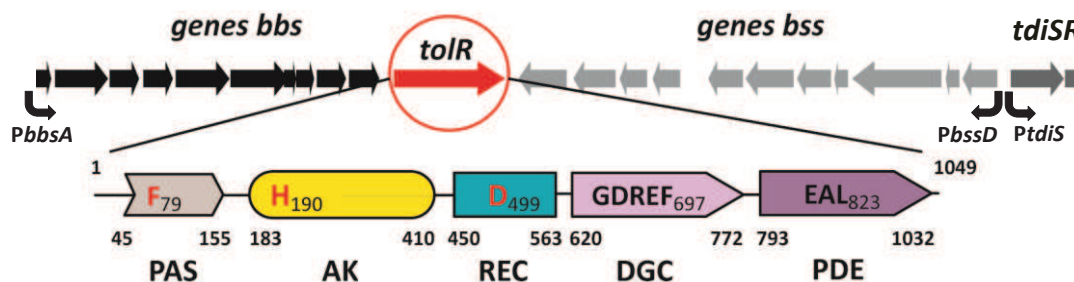 genes bbs tolR genes bss tdiSR
PbbsA PbssD PtdiS
1 1049
F79 H190 D499 GDREF697 EAL823
45 155 183 410 450 563 620 772 793 1032
PAS AK REC DGC PDE